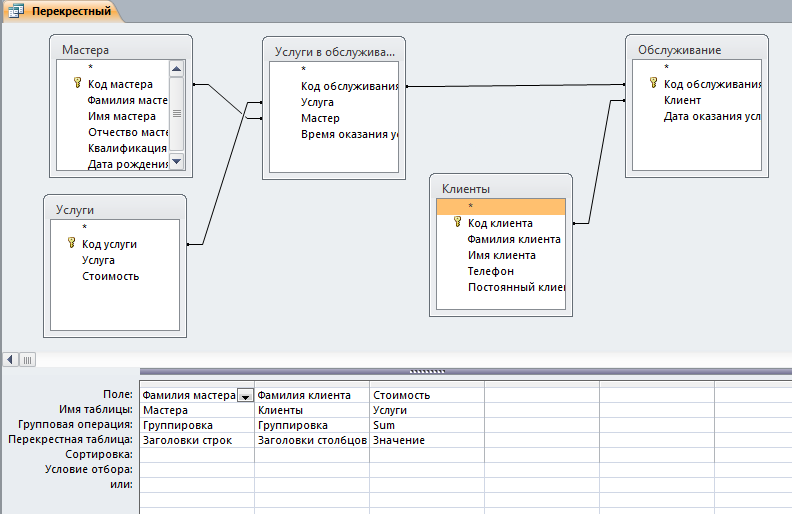 Перекрестный
Мастера
*
Код мастера
Фамилия масте
Имя мастера
Отчество маст
Квалификация
Дата рождения
Услуги в обслужива...
*
Код обслуживания
Услуга
Мастер
Время оказания ус
Обслуживание
*
Код обслуживания
Клиент
Дата оказания усл
Услуги
*
Код услуги
Услуга
Стоимость
Клиенты
*
Код клиента
Фамилия клиента
Имя клиента
Телефон
Постоянный клиен
Поле: Фамилия мастера Фамилия клиента Стоимость
Имя таблицы: Мастера Клиенты Услуги
Групповая операция: Группировка Группировка Sum
Перекрестная таблица: Заголовки строк Заголовки столбцов Значение
Сортировка:
Условие отбора:
или: